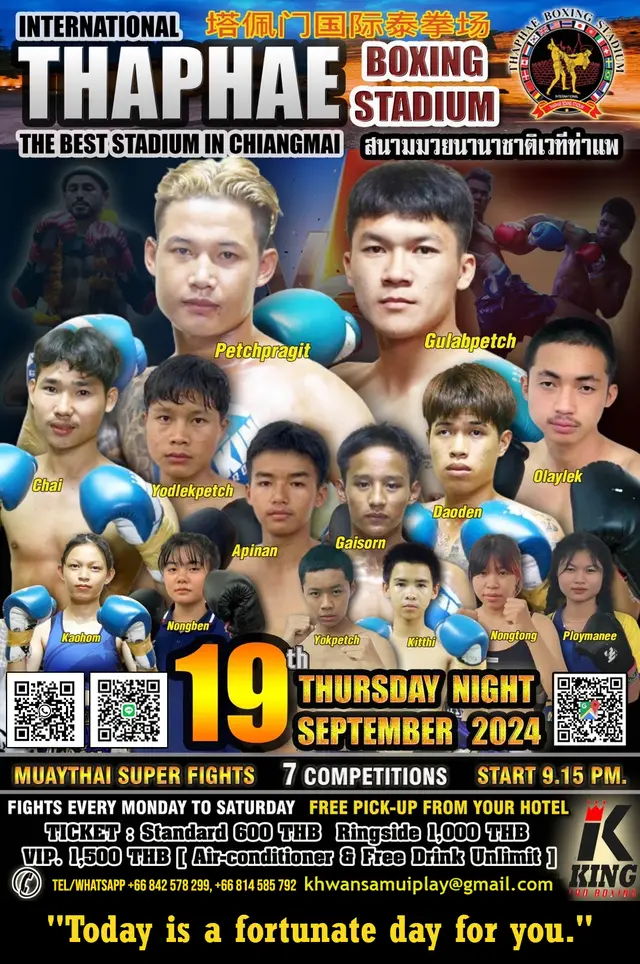 INTERNATIONAL
塔佩门国际泰拳场
THAPHAE
BOXING
STADIUM
THAPHAE BOXING STADIUM
INTERNATIONAL
THE BEST STADIUM IN CHIANGMAI
สนามมวยนานาชาติเวทีท่าแพ
Petchpragit
Gulabpetch
Chai
Yodlekpetch
Olaylek
Daoden
Apinan
Gaisorn
Kaohom
Nongben
Yokpetch
Kitthi
Nongtong
Ploymanee
19th
THURSDAY NIGHT
SEPTEMBER 2024
MUAYTHAI SUPER FIGHTS 7 COMPETITIONS START 9.15 PM.
FIGHTS EVERY MONDAY TO SATURDAY FREE PICK-UP FROM YOUR HOTEL
TICKET : Standard 600 THB Ringside 1,000 THB
VIP. 1,500 THB [ Air-conditioner & Free Drink Unlimit ]
TEL/WHATSAPP +66 842 578 299, +66 814 585 792 khwansamuiplay@gmail.com
K
KING
PRO BOXING
"Today is a fortunate day for you."